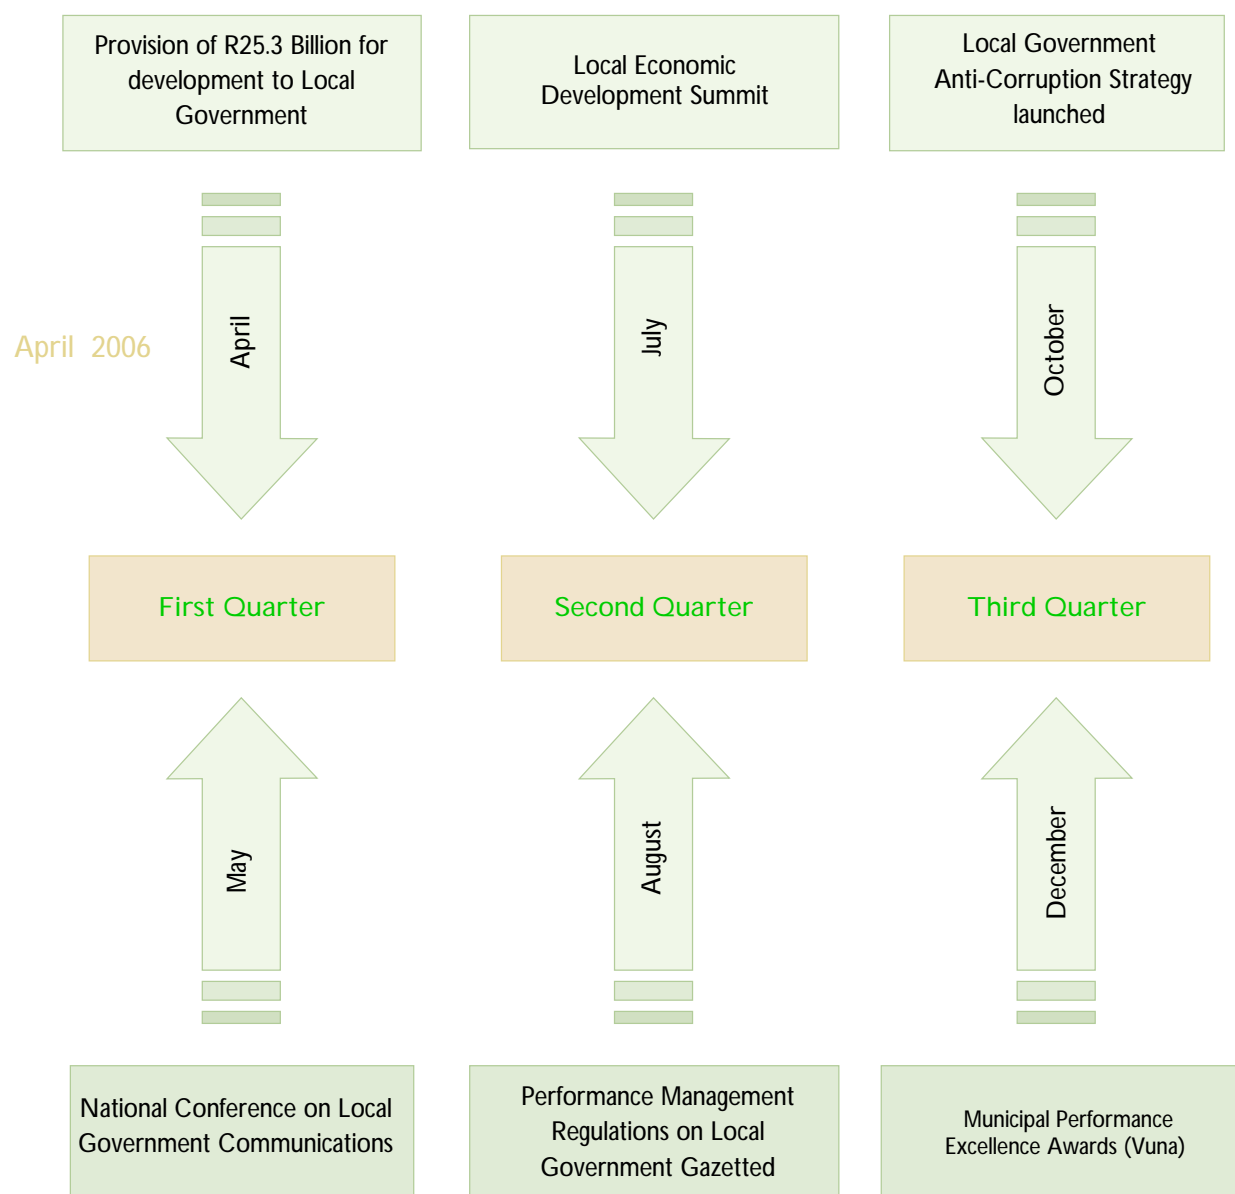 Provision of R25.3 Billion for
development to Local
Government
Local Economic
Development Summit
Local Government
Anti-Corruption Strategy
launched
April 2006
April
July
October
First Quarter
Second Quarter
Third Quarter
May
August
December
National Conference on Local
Government Communications
Performance Management
Regulations on Local
Government Gazetted
Municipal Performance
Excellence Awards (Vuna)